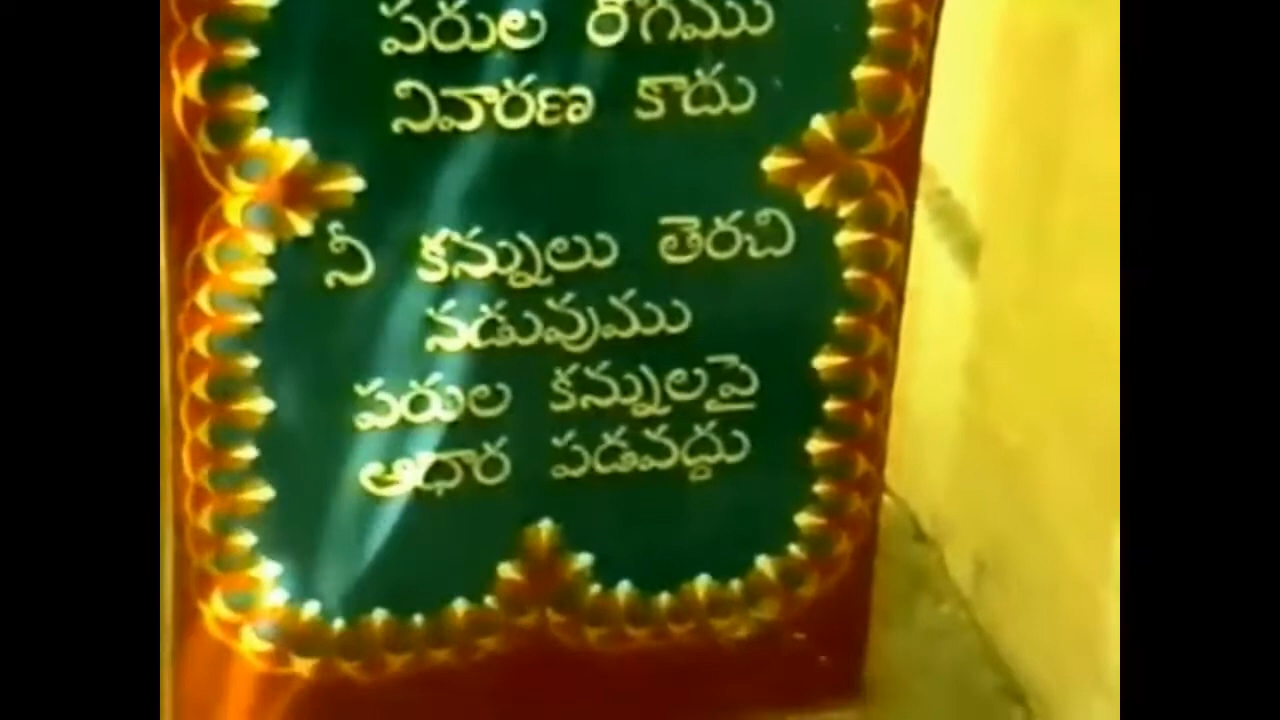 పరుల రోగము
నివారణ కాదు
నీ కన్నులు తెరచి
నడువుము
పరుల కన్నులపై
ఆధార పడవద్దు